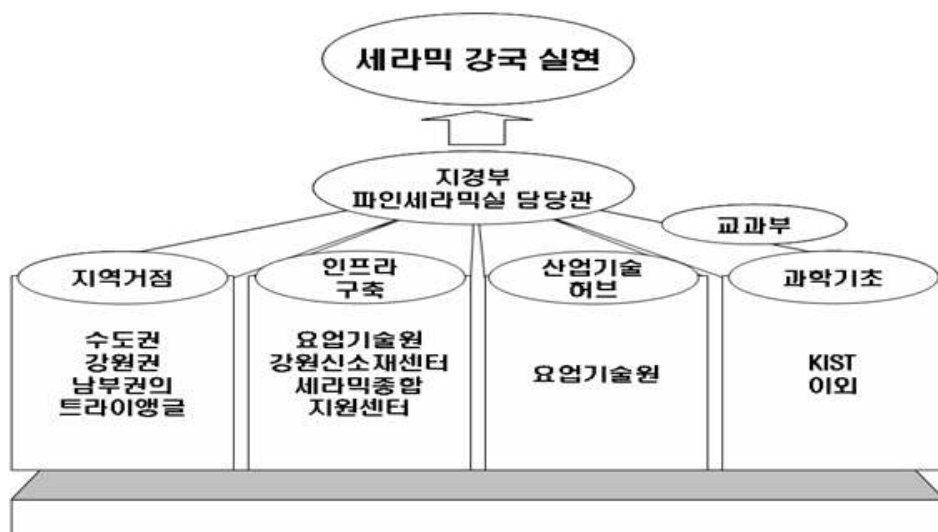 세라믹 강국 실현
지경부
파인세라믹실 담당관
교과부
지역거점
수도권
강원권
남부권의
트라이앵글
인프라
구축
요업기술원
강원신소재센터
세라믹종합
지원센터
산업기술
허브
요업기술원
과학기초
KIST
이외